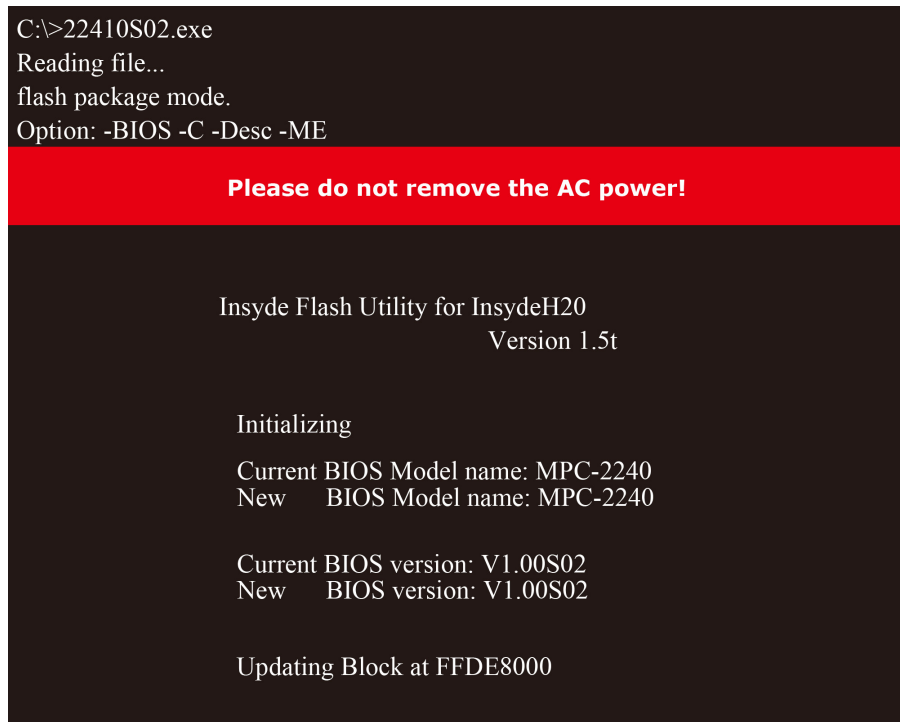 C:\>22410S02.exe
Reading file...
flash package mode.
Option: -BIOS -C -Desc -ME
Please do not remove the AC power!
Insyde Flash Utility for InsydeH20
Version 1.5t
Initializing
Current BIOS Model name: MPC-2240
New BIOS Model name: MPC-2240
Current BIOS version: V1.00S02
New BIOS version: V1.00S02
Updating Block at FFDE8000